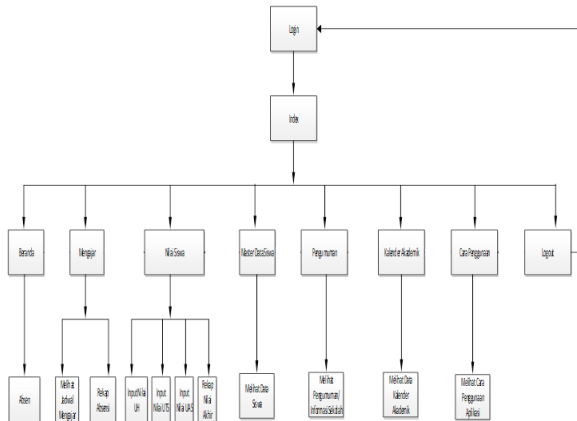 Login
Index
Beranda
Mengajar
Nilai Siswa
Master Data Siswa
Pengumuman
Kalender Akademik
Cara Penggunaan
Logout
Absen
Melihat
Jadwal
Mengajar
Rekap
Absensi
Input Nilai
UH
Input
Nilai UTS
Input
Nilai UAS
Rekap
Nilai
Akhir
Melihat Data
Siswa
Melihat
Pengumuman/
Informasi Sekolah
Melihat Data
Kalender
Akademik
Melihat Cara
Penggunaan
Aplikasi